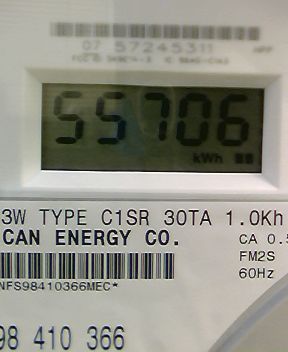 07 57245311
55706
kWh
3W TYPE C1SR 30TA 1.0Kh
CAN ENERGY CO.
CA 0.5
FM2S
60Hz
NFS98410366MEC*
98 410 366